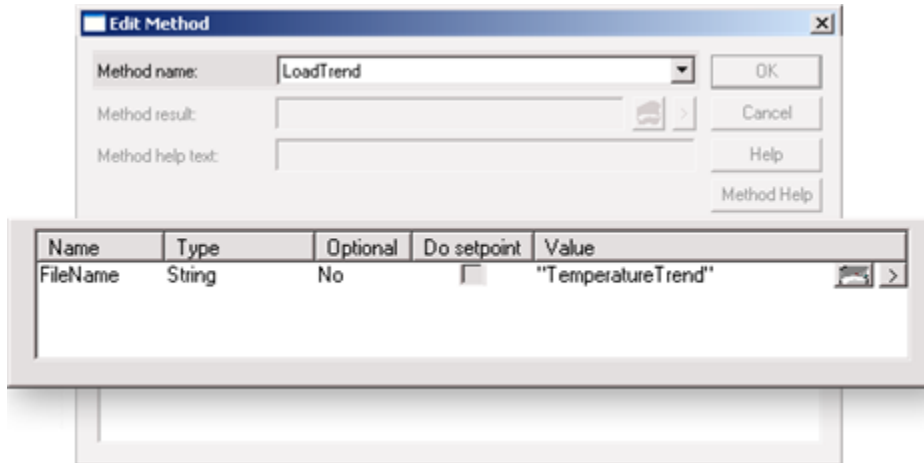 Edit Method
Method name: LoadTrend OK
Method result: > Cancel
Method help text: Help
Method Help
Name Type Optional Do setpoint Value
FileName String No "TemperatureTrend" >